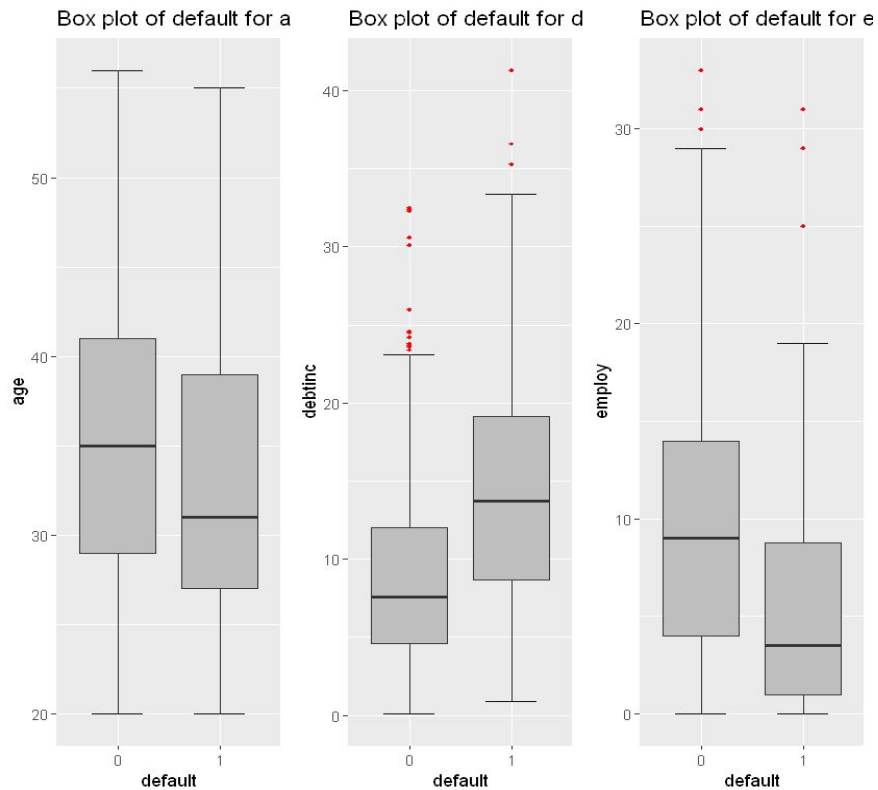 Box plot of default for a
age
50
40
30
20
0
1
default
Box plot of default for d
debtinc
40
30
20
10
0
0
1
default
Box plot of default for e
employ
30
20
10
0
0
1
default